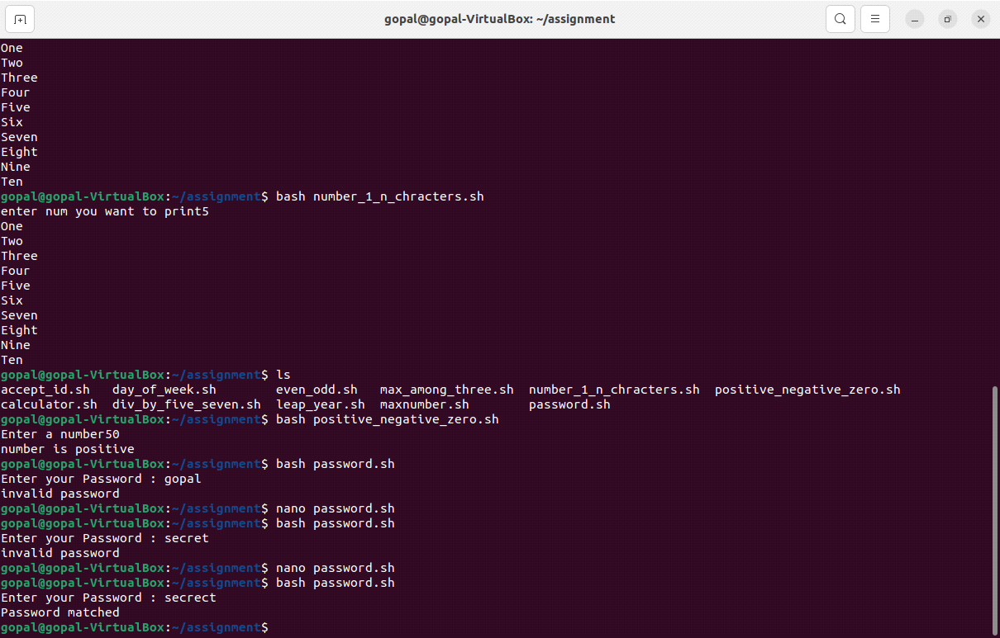 gopal@gopal-VirtualBox: ~/assignment
One
Two
Three
Four
Five
Six
Seven
Eight
Nine
Ten
gopal@gopal-VirtualBox:~/assignment$ bash number_1_n_chracters.sh
enter num you want to print5
One
Two
Three
Four
Five
Six
Seven
Eight
Nine
Ten
gopal@gopal-VirtualBox:~/assignment$ ls
accept_id.sh   day_of_week.sh        even_odd.sh   max_among_three.sh  number_1_n_chracters.sh  positive_negative_zero.sh
calculator.sh  div_by_five_seven.sh  leap_year.sh  maxnumber.sh        password.sh
gopal@gopal-VirtualBox:~/assignment$ bash positive_negative_zero.sh
Enter a number50
number is positive
gopal@gopal-VirtualBox:~/assignment$ bash password.sh
Enter your Password : gopal
invalid password
gopal@gopal-VirtualBox:~/assignment$ nano password.sh
gopal@gopal-VirtualBox:~/assignment$ bash password.sh
Enter your Password : secret
invalid password
gopal@gopal-VirtualBox:~/assignment$ nano password.sh
gopal@gopal-VirtualBox:~/assignment$ bash password.sh
Enter your Password : secrect
Password matched
gopal@gopal-VirtualBox:~/assignment$